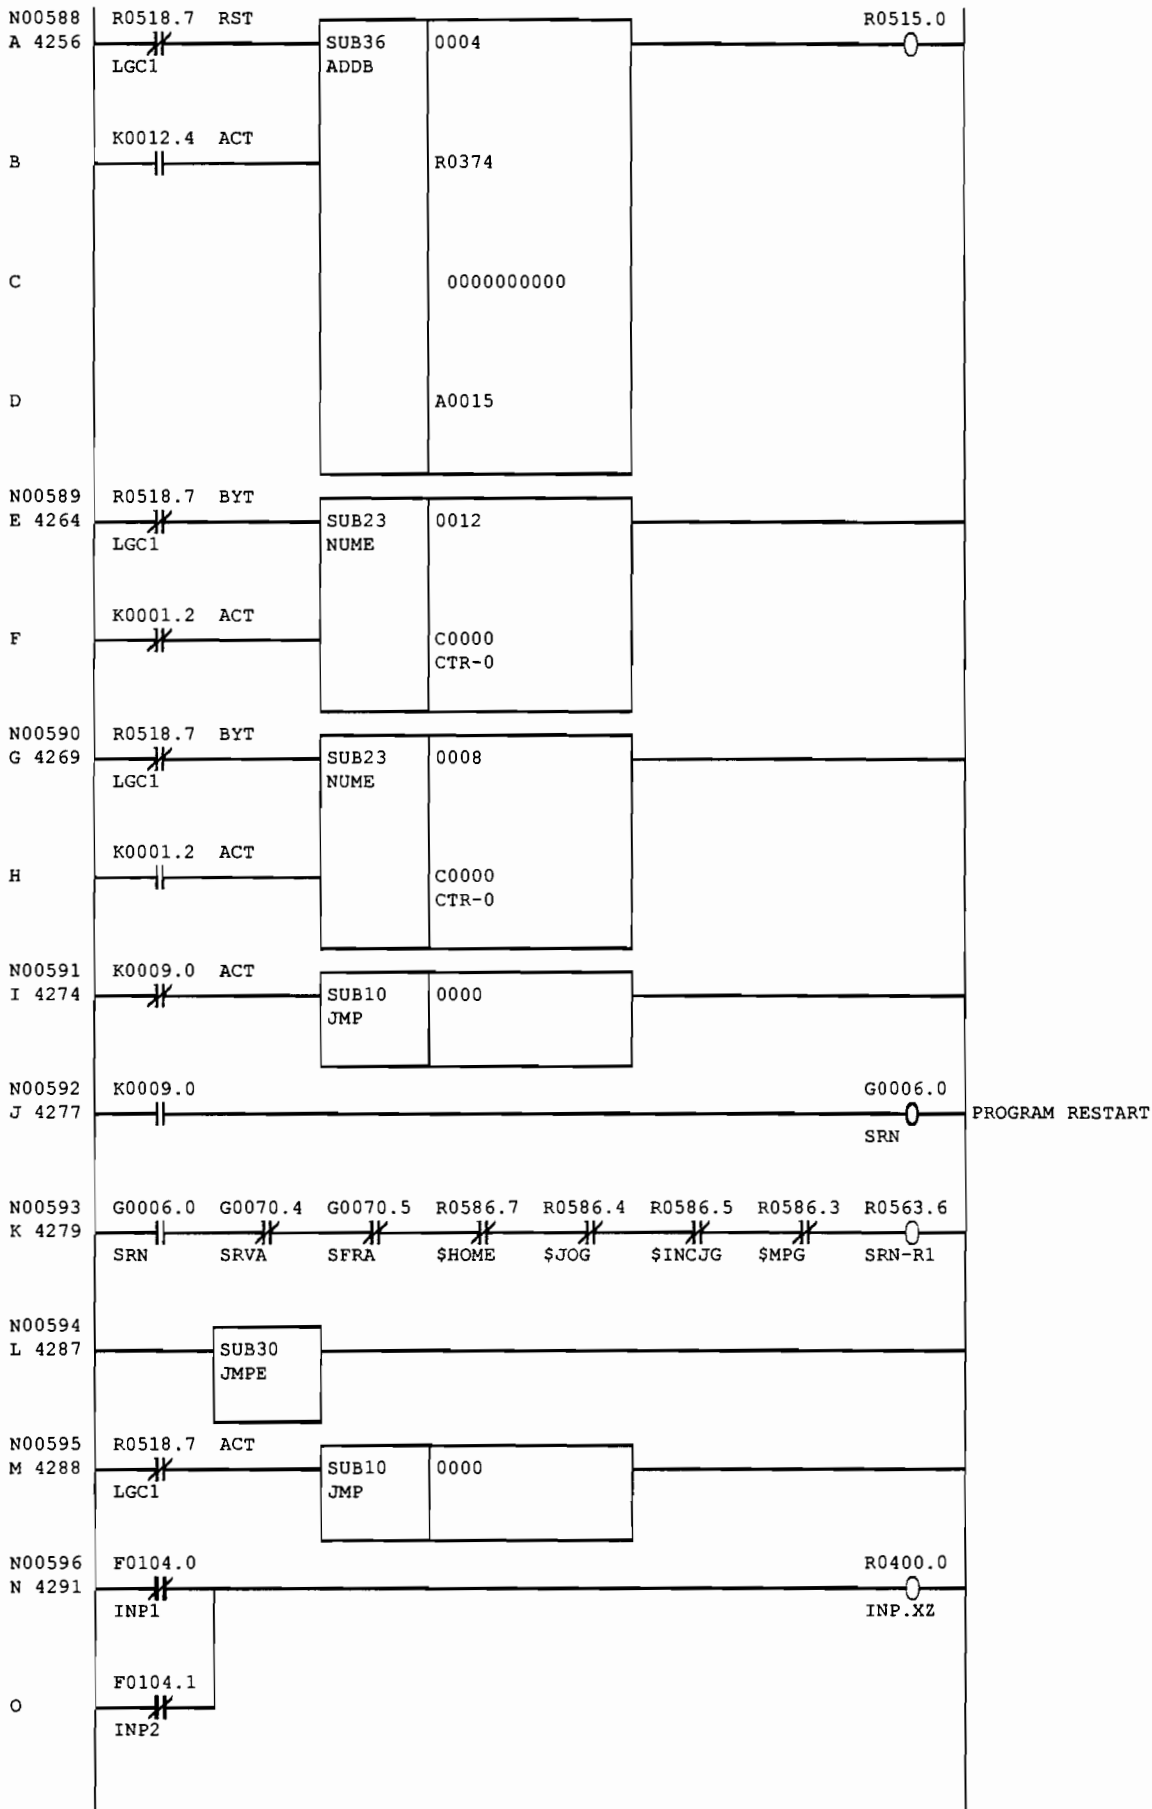 N00588 R0518.7 RST R0515.0
A 4256 SUB36 0004
LGC1 ADDB
K0012.4 ACT
B R0374
C 0000000000
D A0015
N00589 R0518.7 BYT
E 4264 SUB23 0012
LGC1 NUME
K0001.2 ACT
F C0000
CTR-0
N00590 R0518.7 BYT
G 4269 SUB23 0008
LGC1 NUME
K0001.2 ACT
H C0000
CTR-0
N00591 K0009.0 ACT
I 4274 SUB10 0000
JMP
N00592 K0009.0 G0006.0
J 4277 PROGRAM RESTART
SRN
N00593 G0006.0 G0070.4 G0070.5 R0586.7 R0586.4 R0586.5 R0586.3 R0563.6
K 4279
SRN SRVA SFRA $HOME $JOG $INCJG $MPG SRN-R1
N00594
L 4287 SUB30
JMPE
N00595 R0518.7 ACT
M 4288 SUB10 0000
LGC1 JMP
N00596 F0104.0 R0400.0
N 4291
INP1 INP.XZ
F0104.1
O
INP2